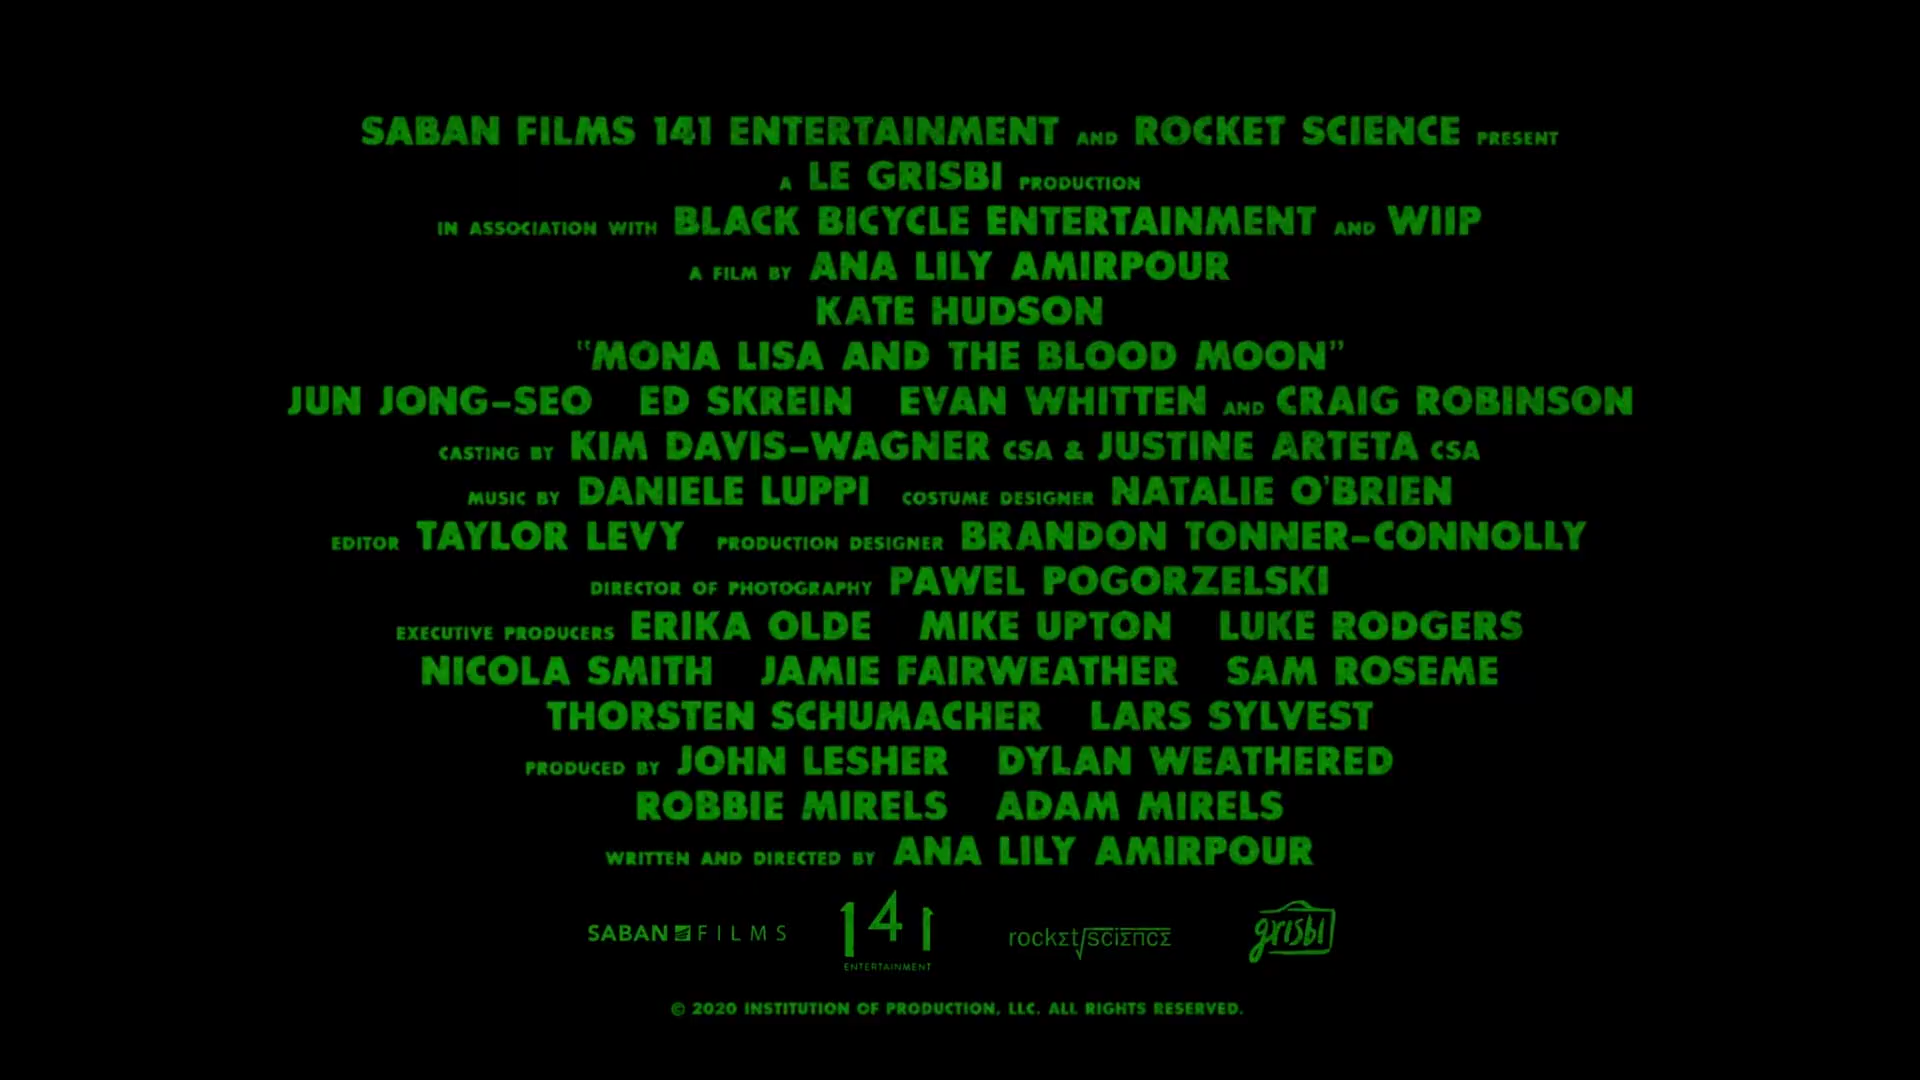 SABAN FILMS 141 ENTERTAINMENT AND ROCKET SCIENCE PRESENT
A LE GRISBI PRODUCTION
IN ASSOCIATION WITH BLACK BICYCLE ENTERTAINMENT AND WIIP
A FILM BY ANA LILY AMIRPOUR
KATE HUDSON
"MONA LISA AND THE BLOOD MOON"
JUN JONG-SEO ED SKREIN EVAN WHITTEN AND CRAIG ROBINSON
CASTING BY KIM DAVIS-WAGNER CSA & JUSTINE ARTETA CSA
MUSIC BY DANIELE LUPPI COSTUME DESIGNER NATALIE O'BRIEN
EDITOR TAYLOR LEVY PRODUCTION DESIGNER BRANDON TONNER-CONNOLLY
DIRECTOR OF PHOTOGRAPHY PAWEL POGORZELSKI
EXECUTIVE PRODUCERS ERIKA OLDE MIKE UPTON LUKE RODGERS
NICOLA SMITH JAMIE FAIRWEATHER SAM ROSEME
THORSTEN SCHUMACHER LARS SYLVEST
PRODUCED BY JOHN LESHER DYLAN WEATHERED
ROBBIE MIRELS ADAM MIRELS
WRITTEN AND DIRECTED BY ANA LILY AMIRPOUR
SABAN FILMS 141 ENTERTAINMENT rockΣt/sciΣncΣ grisbi
© 2020 INSTITUTION OF PRODUCTION, LLC. ALL RIGHTS RESERVED.